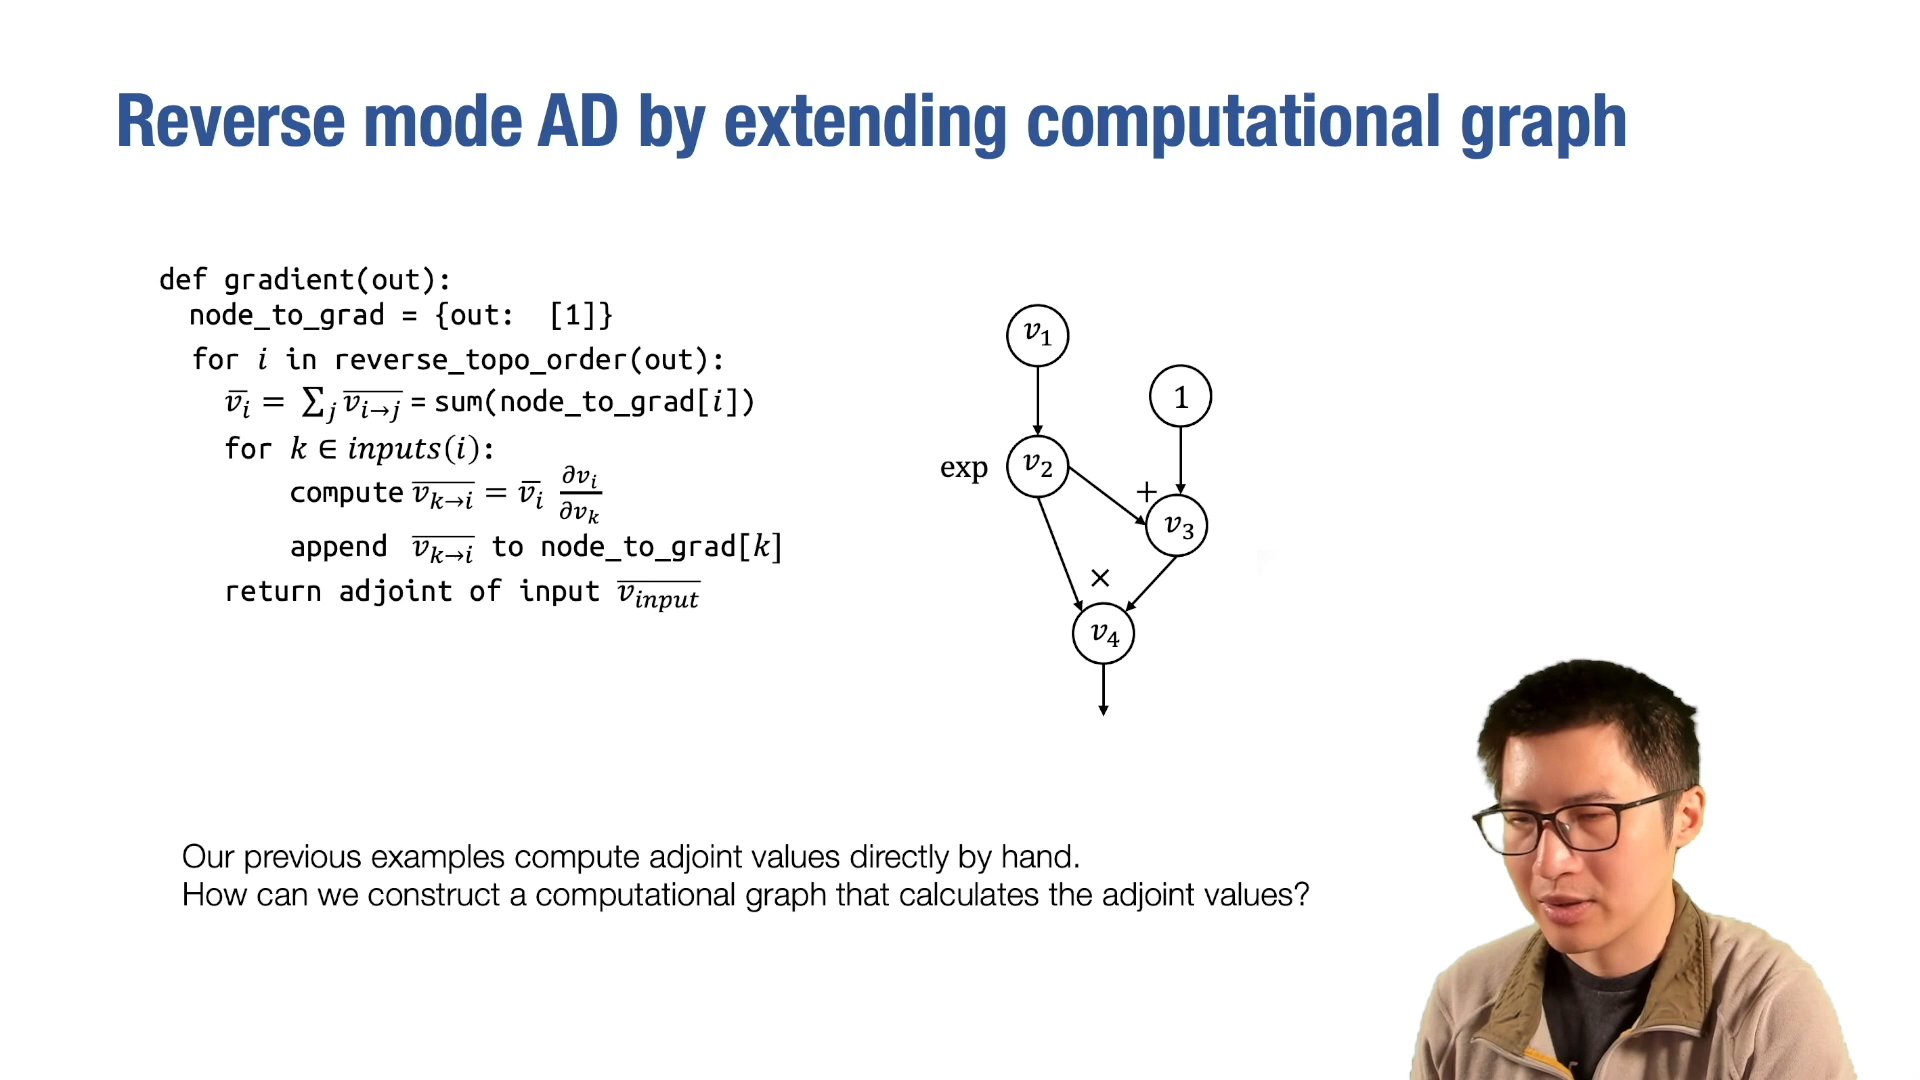 Reverse mode AD by extending computational graph
def gradient(out):
node_to_grad = {out: [1]}
for i in reverse_topo_order(out):
v̅ᵢ = Σⱼ v̅ᵢ→ⱼ = sum(node_to_grad[i])
for k ∈ inputs(i):
compute v̅ₖ→ᵢ = v̅ᵢ ∂vᵢ/∂vₖ
append v̅ₖ→ᵢ to node_to_grad[k]
return adjoint of input v̅_input
v₁
1
exp v₂
+
v₃
×
v₄
Our previous examples compute adjoint values directly by hand.
How can we construct a computational graph that calculates the adjoint values?